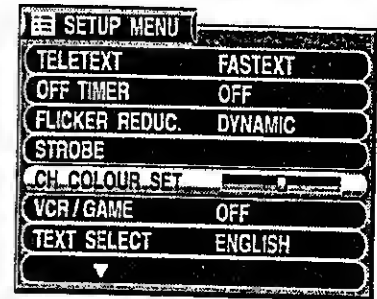 SETUP MENU
TELETEXT FASTEXT
OFF TIMER OFF
FLICKER REDUC. DYNAMIC
STROBE
CH COLOUR SET
VCR/GAME OFF
TEXT SELECT ENGLISH